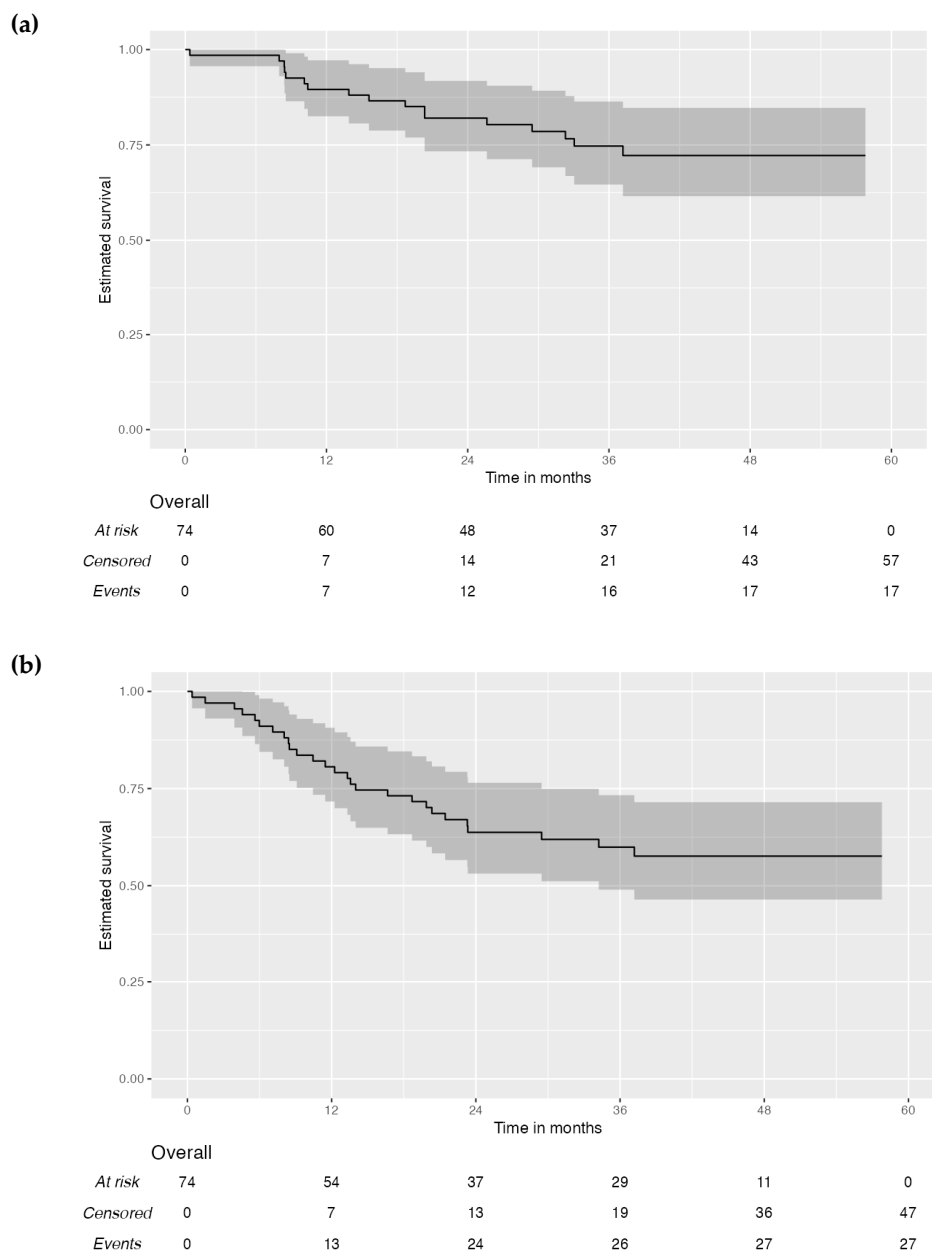 (a)
1.00
0.75
0.50
0.25
0.00
Estimated survival
0 12 24 36 48 60
Time in months
Overall
At risk 74 60 48 37 14 0
Censored 0 7 14 21 43 57
Events 0 7 12 16 17 17
(b)
1.00
0.75
0.50
0.25
0.00
Estimated survival
0 12 24 36 48 60
Time in months
Overall
At risk 74 54 37 29 11 0
Censored 0 7 13 19 36 47
Events 0 13 24 26 27 27